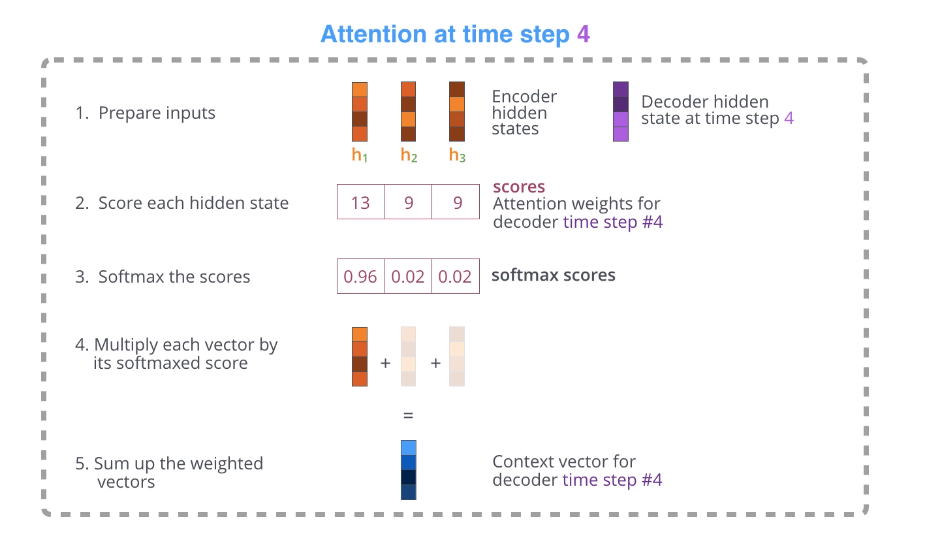 Attention at time step 4
1. Prepare inputs
Encoder
hidden
states
Decoder hidden
state at time step 4
h₁ h₂ h₃
2. Score each hidden state
13 9 9
scores
Attention weights for
decoder time step #4
3. Softmax the scores
0.96 0.02 0.02
softmax scores
4. Multiply each vector by
its softmaxed score
+ +
=
5. Sum up the weighted
vectors
Context vector for
decoder time step #4